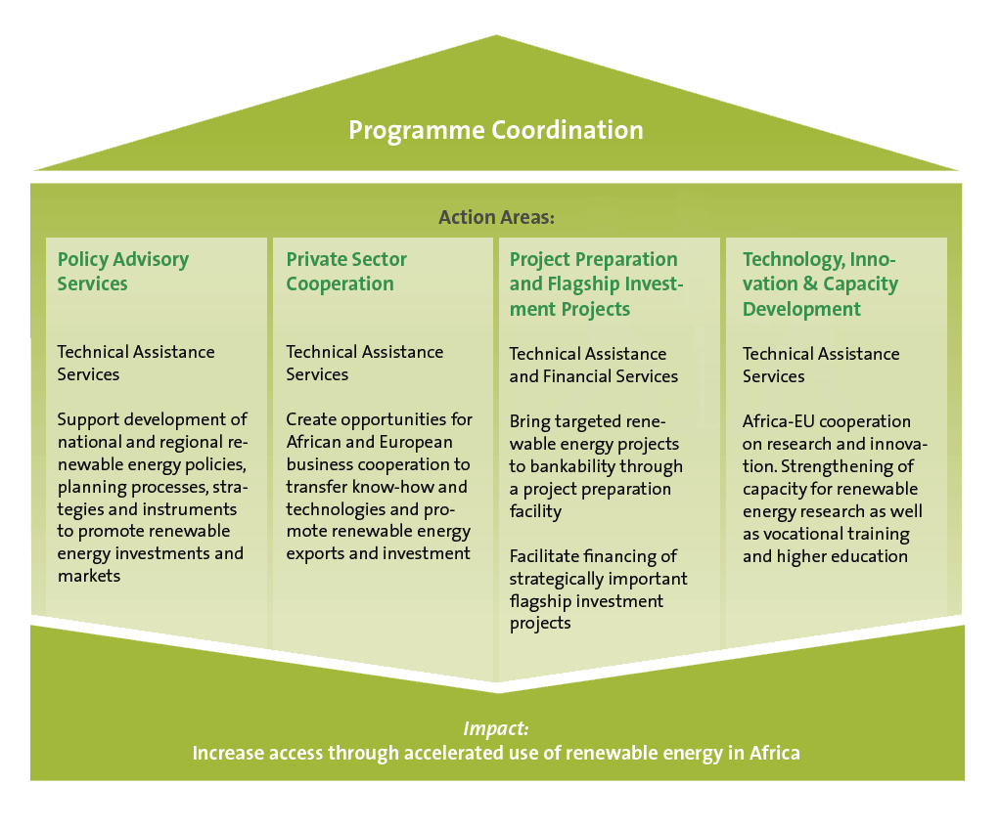 Programme Coordination
Action Areas:
Policy Advisory
Services
Technical Assistance
Services
Support development of
national and regional re-
newable energy policies,
planning processes, stra-
tegies and instruments
to promote renewable
energy investments and
markets
Private Sector
Cooperation
Technical Assistance
Services
Create opportunities for
African and European
business cooperation to
transfer know-how and
technologies and pro-
mote renewable energy
exports and investment
Project Preparation
and Flagship Invest-
ment Projects
Technical Assistance
and Financial Services
Bring targeted rene-
wable energy projects
to bankability through
a project preparation
facility
Facilitate financing of
strategically important
flagship investment
projects
Technology, Inno-
vation & Capacity
Development
Technical Assistance
Services
Africa-EU cooperation
on research and innova-
tion. Strengthening of
capacity for renewable
energy research as well
as vocational training
and higher education
Impact:
Increase access through accelerated use of renewable energy in Africa